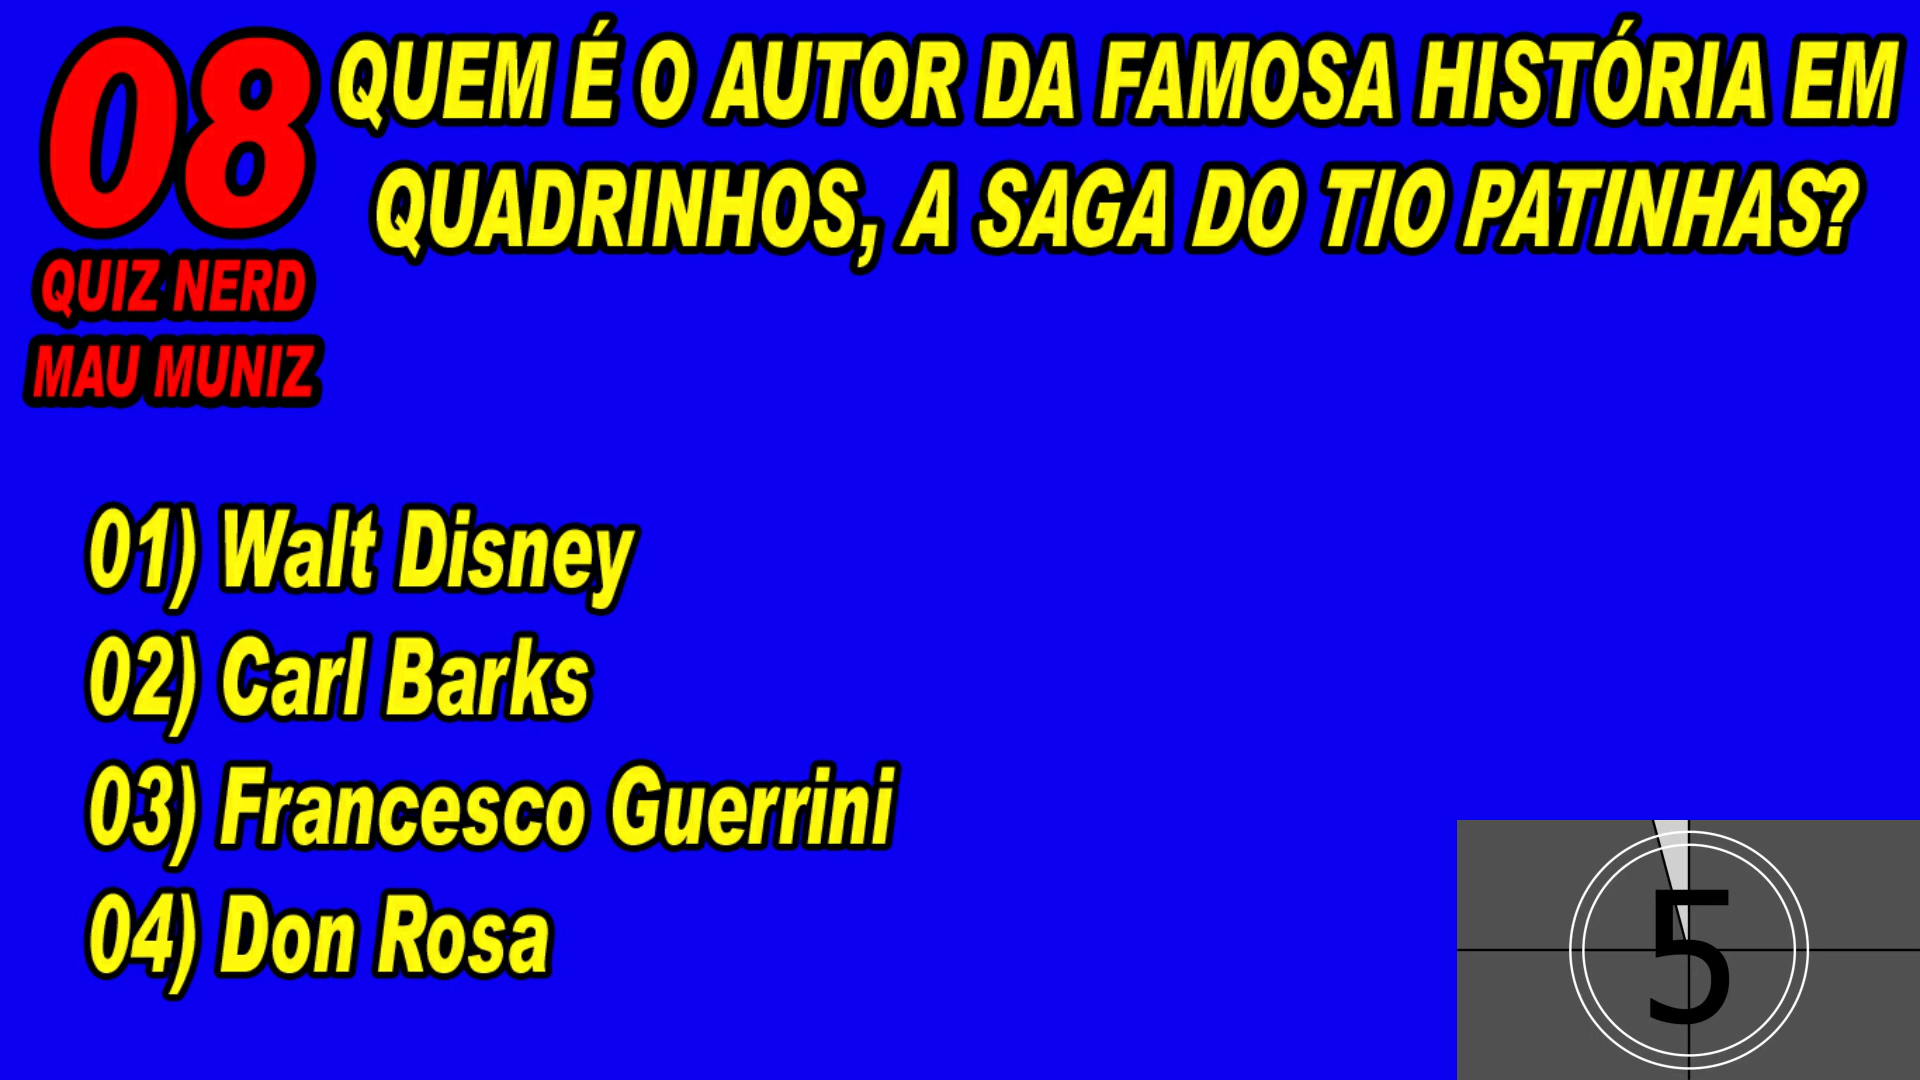 08
QUIZ NERD
MAU MUNIZ
QUEM É O AUTOR DA FAMOSA HISTÓRIA EM
QUADRINHOS, A SAGA DO TIO PATINHAS?
01) Walt Disney
02) Carl Barks
03) Francesco Guerrini
04) Don Rosa
5